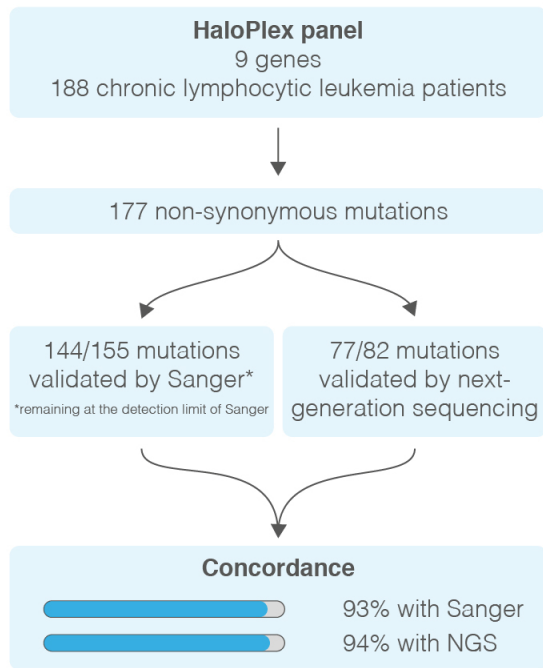 HaloPlex panel
9 genes
188 chronic lymphocytic leukemia patients
177 non-synonymous mutations
144/155 mutations
validated by Sanger*
*remaining at the detection limit of Sanger
77/82 mutations
validated by next-
generation sequencing
Concordance
93% with Sanger
94% with NGS